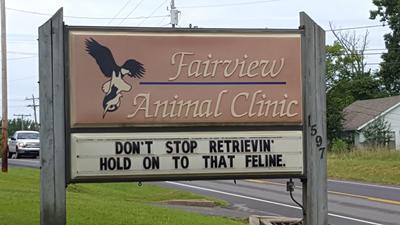 Fairview
Animal Clinic
DON'T STOP RETRIEVIN'
HOLD ON TO THAT FELINE.
1597